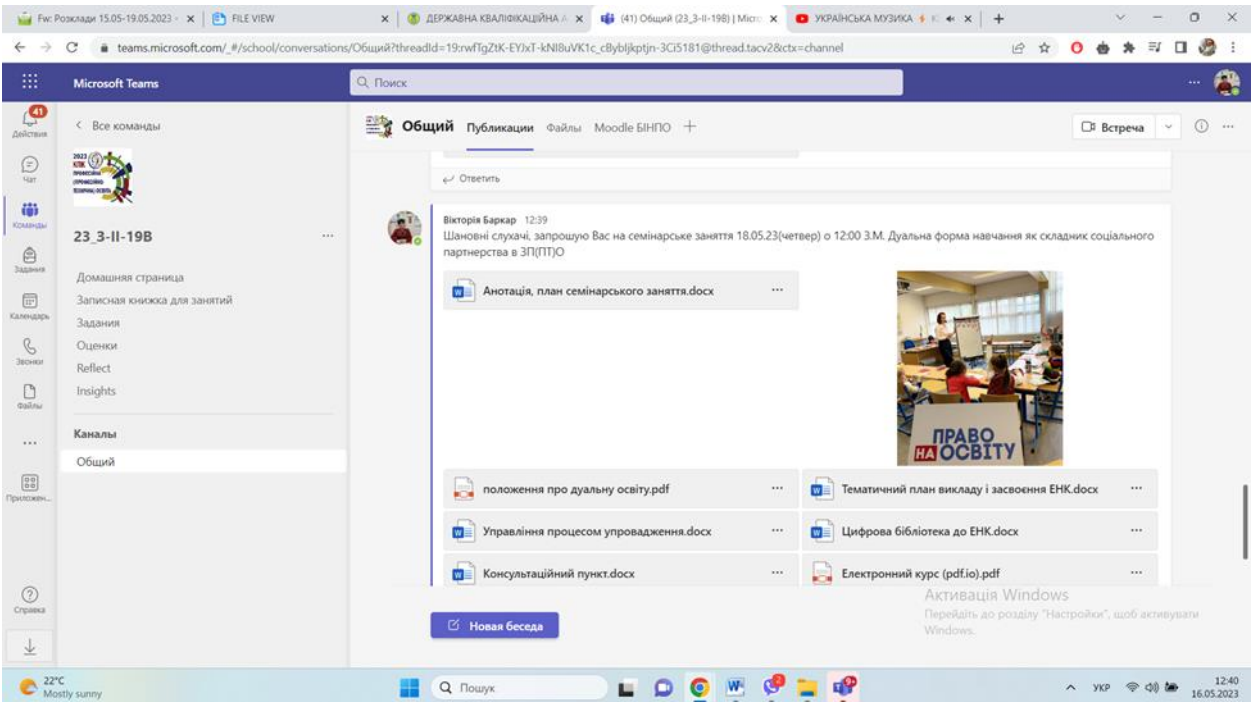 Fw: Розклади 15.05-19.05.2023 -
FILE VIEW
ДЕРЖАВНА КВАЛІФІКАЦІЙНА А
(41) Общий (23_3-ІІ-19В) | Micro
УКРАЇНСЬКА МУЗИКА
teams.microsoft.com/_#/school/conversations/Общий?threadId=19:rwfTgZtK-EYJxT-kNI8uVK1c_cBybljkptjn-3Ci5181@thread.tacv2&ctx=channel
Microsoft Teams
Поиск
41
Действия
Чат
Команды
Задания
Календарь
Звонки
Файлы
Приложен...
Справка
Все команды
2023
23_3-ІІ-19В
Домашняя страница
Записная книжка для занятий
Задания
Оценки
Reflect
Insights
Каналы
Общий
Общий Публикации Файлы Moodle БІНПО
Встреча
Ответить
Вікторія Баркар 12:39
Шановні слухачі, запрошую Вас на семінарське заняття 18.05.23(четвер) о 12:00 З.М. Дуальна форма навчання як складник соціального
партнерства в ЗП(ПТ)О
Анотація, план семінарського заняття.docx
ПРАВО
НА ОСВІТУ
положення про дуальну освіту.pdf
Тематичний план викладу і засвоєння ЕНК.docx
Управління процесом упровадження.docx
Цифрова бібліотека до ЕНК.docx
Консультаційний пункт.docx
Електронний курс (pdf.io).pdf
Новая беседа
Активація Windows
Перейдіть до розділу "Настройки", щоб активувати
Windows.
22°C
Mostly sunny
Пошук
УКР
12:40
16.05.2023